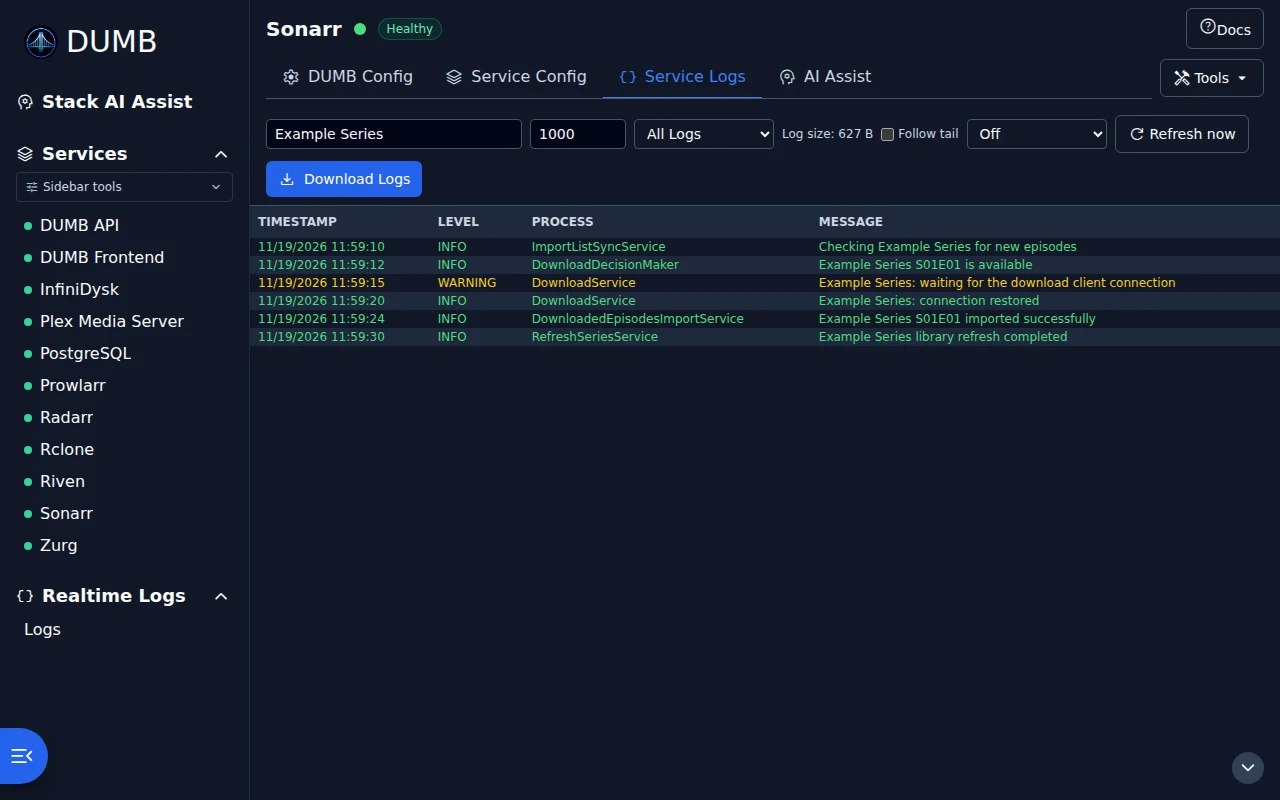 DUMB
Stack AI Assist
Services
Sidebar tools
DUMB API
DUMB Frontend
InfiniDysk
Plex Media Server
PostgreSQL
Prowlarr
Radarr
Rclone
Riven
Sonarr
Zurg
Realtime Logs
Logs
Sonarr Healthy
Docs
DUMB Config Service Config Service Logs AI Assist
Tools
Example Series 1000 All Logs Log size: 627 B Follow tail Off Refresh now
Download Logs
TIMESTAMP LEVEL PROCESS MESSAGE
11/19/2026 11:59:10 INFO ImportListSyncService Checking Example Series for new episodes
11/19/2026 11:59:12 INFO DownloadDecisionMaker Example Series S01E01 is available
11/19/2026 11:59:15 WARNING DownloadService Example Series: waiting for the download client connection
11/19/2026 11:59:20 INFO DownloadService Example Series: connection restored
11/19/2026 11:59:24 INFO DownloadedEpisodesImportService Example Series S01E01 imported successfully
11/19/2026 11:59:30 INFO RefreshSeriesService Example Series library refresh completed